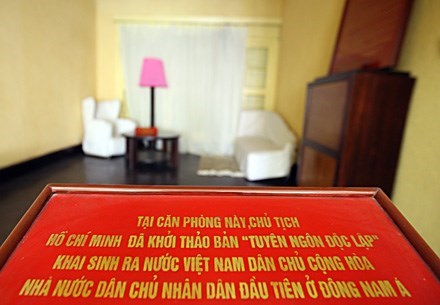 TẠI CĂN PHÒNG NÀY, CHỦ TỊCH
HỒ CHÍ MINH ĐÃ KHỞI THẢO BẢN "TUYÊN NGÔN ĐỘC LẬP"
KHAI SINH RA NƯỚC VIỆT NAM DÂN CHỦ CỘNG HÒA
NHÀ NƯỚC DÂN CHỦ NHÂN DÂN ĐẦU TIÊN Ở ĐÔNG NAM Á